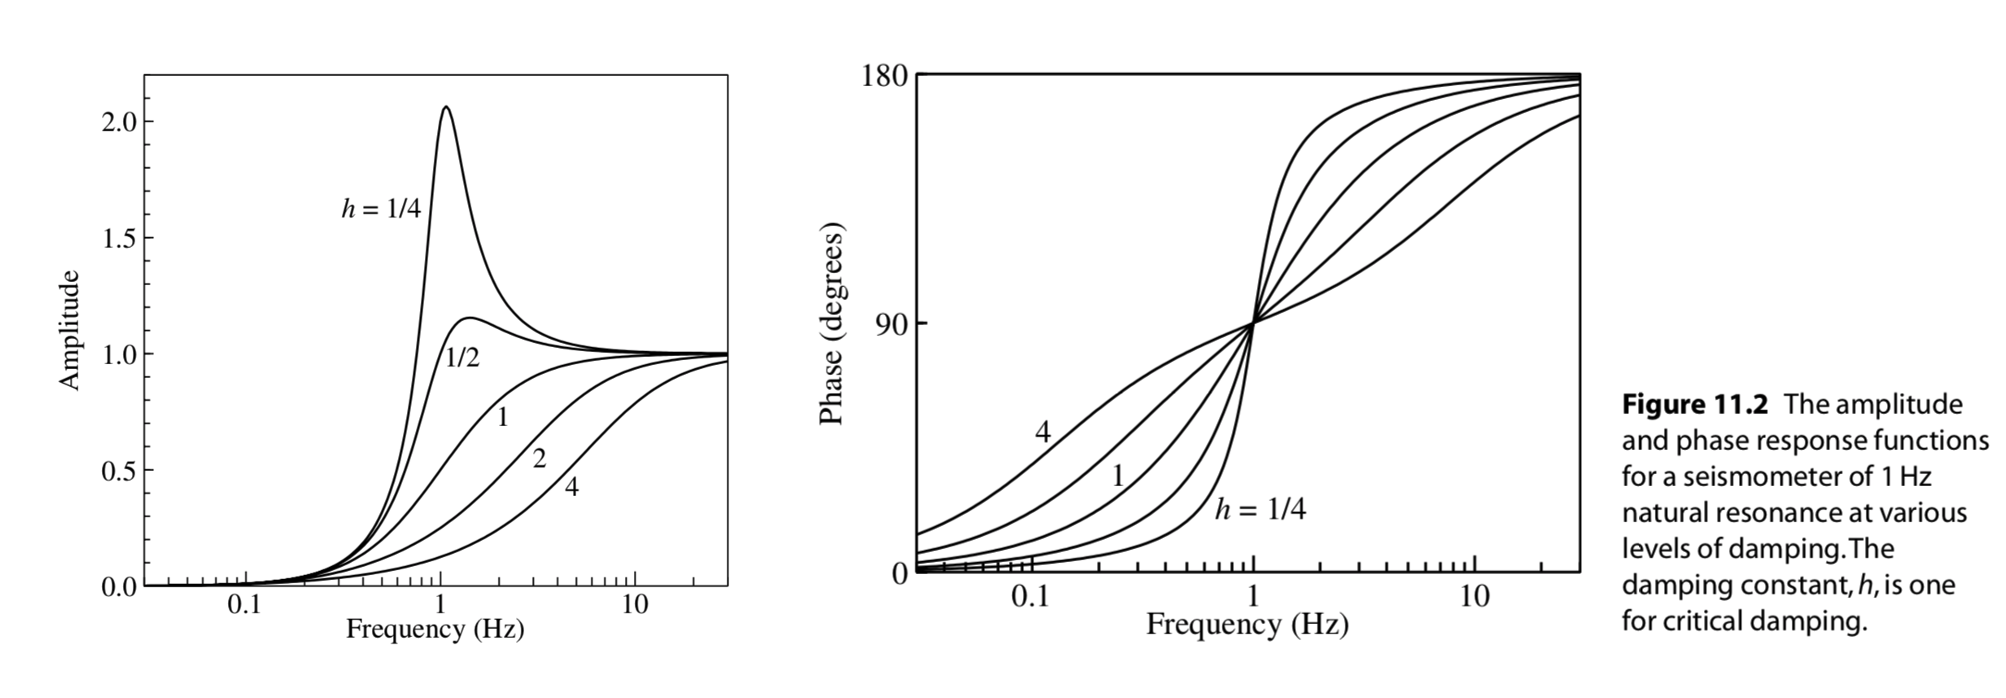 2.0
1.5
1.0
0.5
0.0
Amplitude
h = 1/4
1/2
1
2
4
0.1
1
10
Frequency (Hz)
180
90
0
Phase (degrees)
4
1
h = 1/4
0.1
1
10
Frequency (Hz)
Figure 11.2 The amplitude
and phase response functions
for a seismometer of 1 Hz
natural resonance at various
levels of damping. The
damping constant, h, is one
for critical damping.